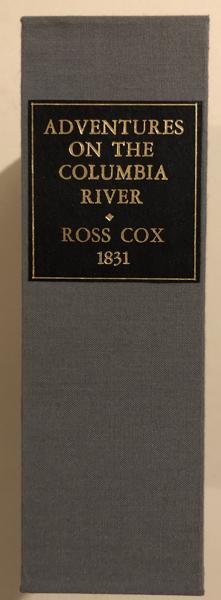 ADVENTURES
ON THE
COLUMBIA
RIVER
ROSS COX
1831